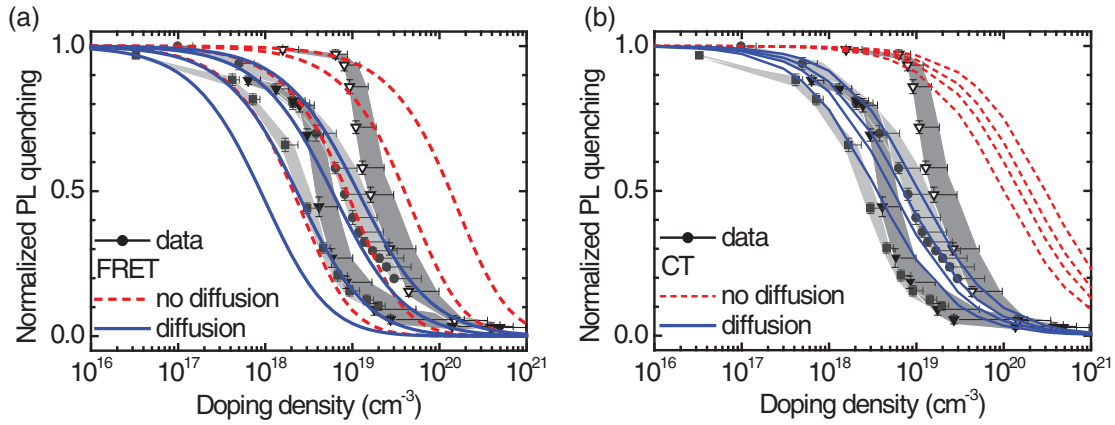 (a)
Normalized PL quenching
1.0
0.5
0.0
data
FRET
no diffusion
diffusion
10^16 10^17 10^18 10^19 10^20 10^21
Doping density (cm^-3)
(b)
Normalized PL quenching
1.0
0.5
0.0
data
CT
no diffusion
diffusion
10^16 10^17 10^18 10^19 10^20 10^21
Doping density (cm^-3)